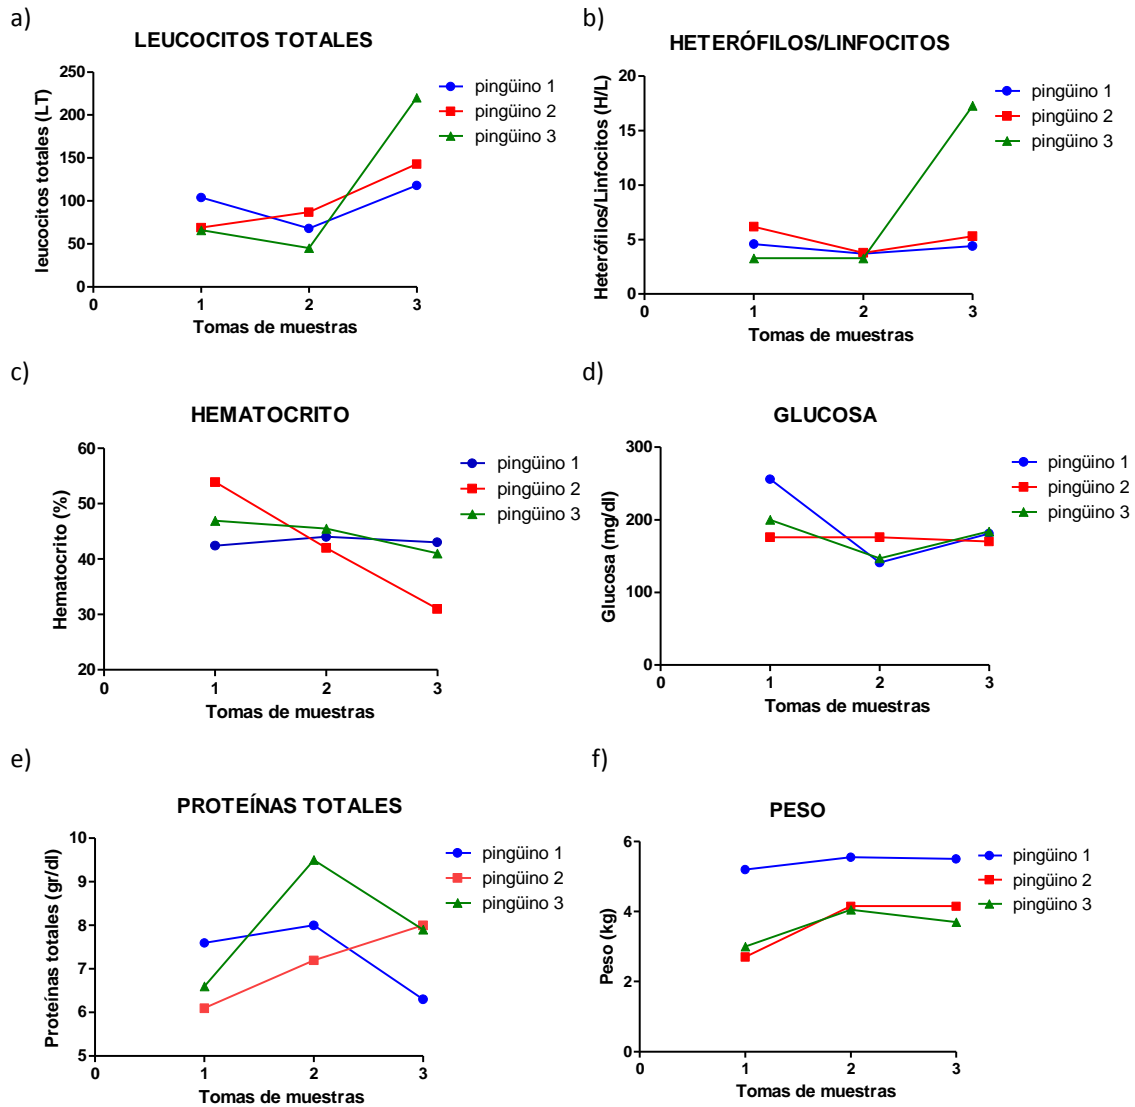 a)
LEUCOCITOS TOTALES
leucocitos totales (LT)
250
200
150
100
50
0
0 1 2 3
Tomas de muestras
pingüino 1
pingüino 2
pingüino 3
b)
HETERÓFILOS/LINFOCITOS
Heterófilos/Linfocitos (H/L)
20
15
10
5
0
0 1 2 3
Tomas de muestras
pingüino 1
pingüino 2
pingüino 3
c)
HEMATOCRITO
Hematocrito (%)
60
50
40
30
20
0 1 2 3
Tomas de muestras
pingüino 1
pingüino 2
pingüino 3
d)
GLUCOSA
Glucosa (mg/dl)
300
200
100
0
0 1 2 3
Tomas de muestras
pingüino 1
pingüino 2
pingüino 3
e)
PROTEÍNAS TOTALES
Proteínas totales (gr/dl)
10
9
8
7
6
5
0 1 2 3
Tomas de muestras
pingüino 1
pingüino 2
pingüino 3
f)
PESO
Peso (kg)
6
4
2
0
0 1 2 3
Tomas de muestras
pingüino 1
pingüino 2
pingüino 3